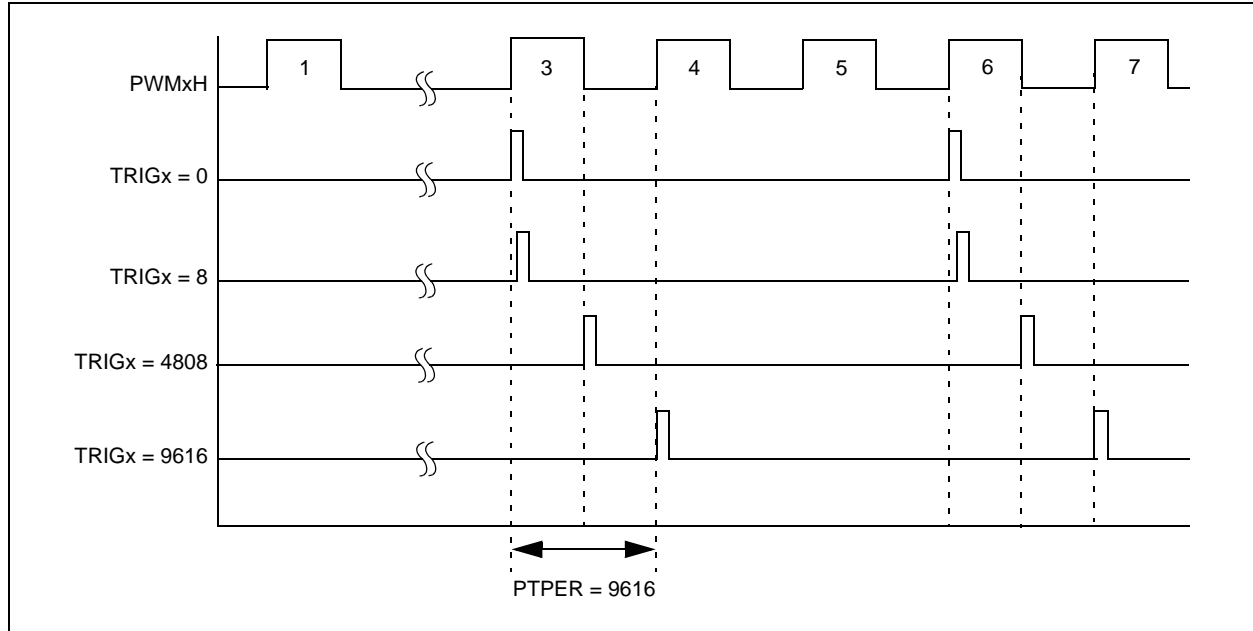 1
3
4
5
6
7
PWMxH
TRIGx = 0
TRIGx = 8
TRIGx = 4808
TRIGx = 9616
PTPER = 9616